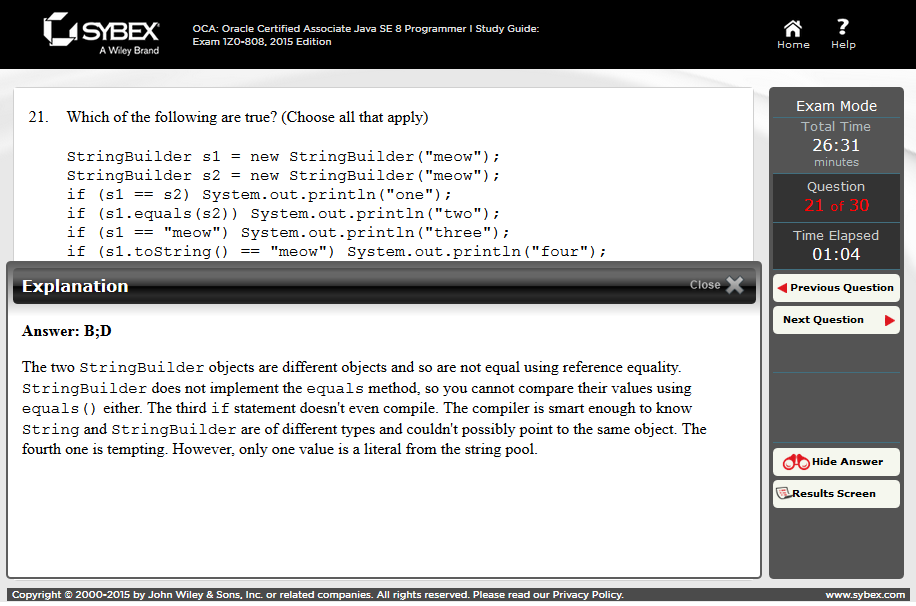 SYBEX
A Wiley Brand
OCA: Oracle Certified Associate Java SE 8 Programmer I Study Guide:
Exam 1Z0-808, 2015 Edition
Home
?
Help
21. Which of the following are true? (Choose all that apply)
StringBuilder s1 = new StringBuilder("meow");
StringBuilder s2 = new StringBuilder("meow");
if (s1 == s2) System.out.println("one");
if (s1.equals(s2)) System.out.println("two");
if (s1 == "meow") System.out.println("three");
if (s1.toString() == "meow") System.out.println("four");
Explanation
Close
Answer: B;D
The two StringBuilder objects are different objects and so are not equal using reference equality.
StringBuilder does not implement the equals method, so you cannot compare their values using
equals() either. The third if statement doesn't even compile. The compiler is smart enough to know
String and StringBuilder are of different types and couldn't possibly point to the same object. The
fourth one is tempting. However, only one value is a literal from the string pool.
Exam Mode
Total Time
26:31
minutes
Question
21 of 30
Time Elapsed
01:04
Previous Question
Next Question
Hide Answer
Results Screen
Copyright © 2000-2015 by John Wiley & Sons, Inc. or related companies. All rights reserved. Please read our Privacy Policy.
www.sybex.com